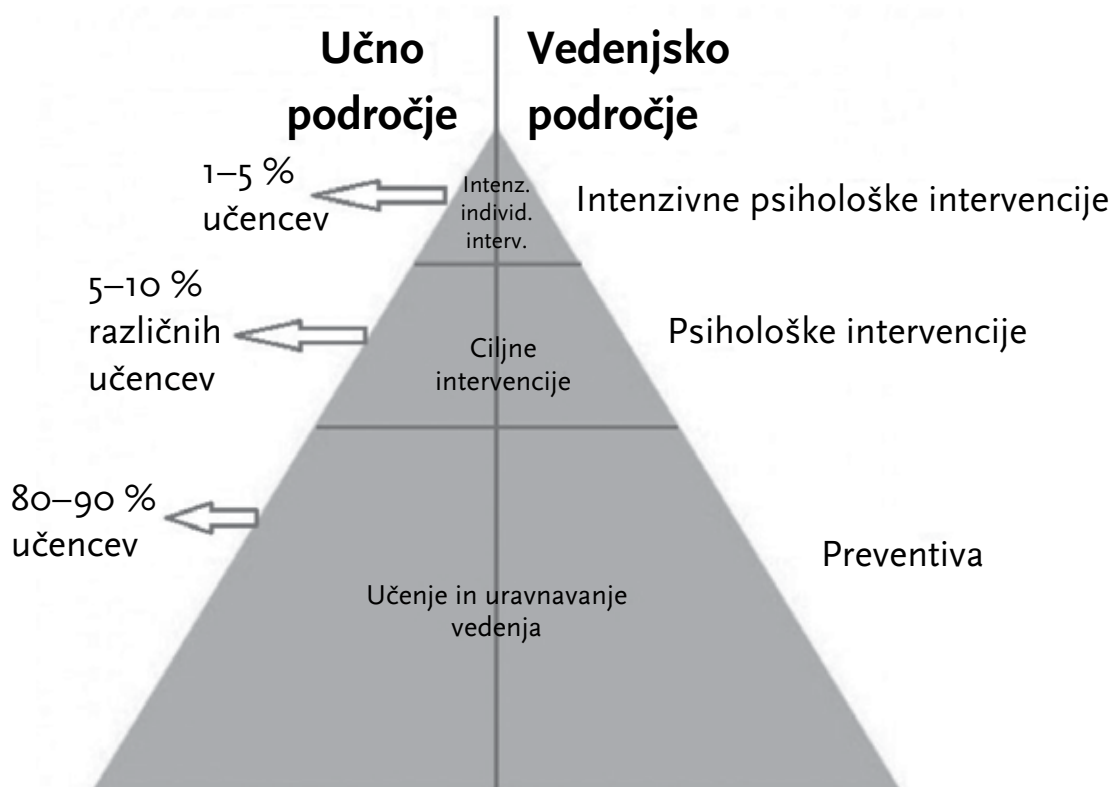 Učno
področje
Vedenjsko
področje
1–5 %
učencev
Intenz.
individ.
interv.
Intenzivne psihološke intervencije
5–10 %
različnih
učencev
Ciljne
intervencije
Psihološke intervencije
80–90 %
učencev
Učenje in uravnavanje
vedenja
Preventiva